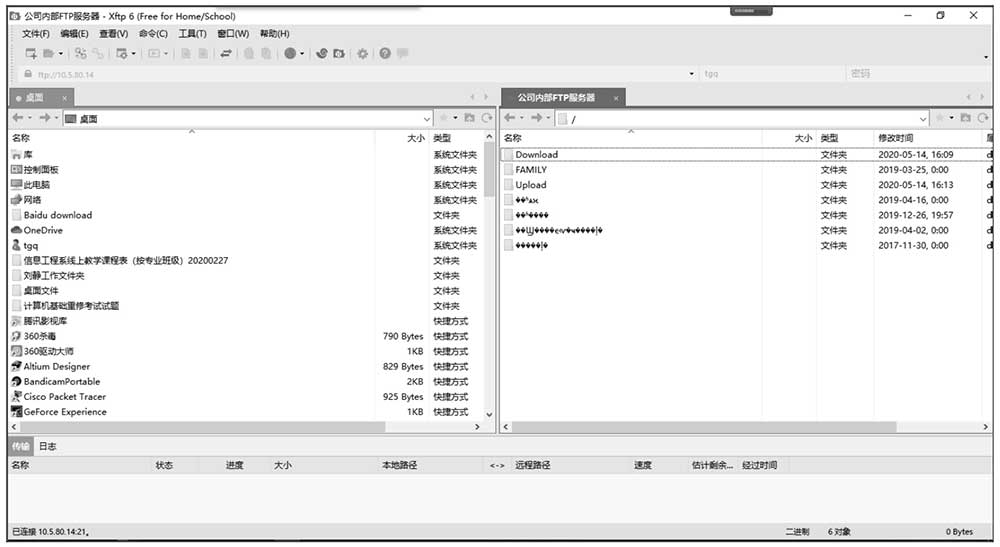 公司内部FTP服务器 - Xftp 6 (Free for Home/School)
文件(F) 编辑(E) 查看(V) 命令(C) 工具(T) 窗口(W) 帮助(H)
ftp://10.5.80.14 tgq 密码
桌面 × 公司内部FTP服务器 ×
桌面 /
名称 大小 类型
库 系统文件夹
控制面板 系统文件夹
此电脑 系统文件夹
网络 系统文件夹
Baidu download 文件夹
OneDrive 系统文件夹
tgq 系统文件夹
信息工程系线上教学课程表（按专业班级）20200227 文件夹
刘静工作文件夹 文件夹
桌面文件 文件夹
计算机基础重修考试试题 文件夹
腾讯影视库 快捷方式
360杀毒 790 Bytes 快捷方式
360驱动大师 1KB 快捷方式
Altium Designer 829 Bytes 快捷方式
BandicamPortable 2KB 快捷方式
Cisco Packet Tracer 925 Bytes 快捷方式
GeForce Experience 1KB 快捷方式
名称 大小 类型 修改时间
Download 文件夹 2020-05-14, 16:09
FAMILY 文件夹 2019-03-25, 0:00
Upload 文件夹 2020-05-14, 16:13
文件夹 2019-04-16, 0:00
文件夹 2019-12-26, 19:57
文件夹 2019-04-02, 0:00
文件夹 2017-11-30, 0:00
传输 日志
名称 状态 进度 大小 本地路径 <-> 远程路径 速度 估计剩余... 经过时间
已连接 10.5.80.14:21。 二进制 6 对象 0 Bytes